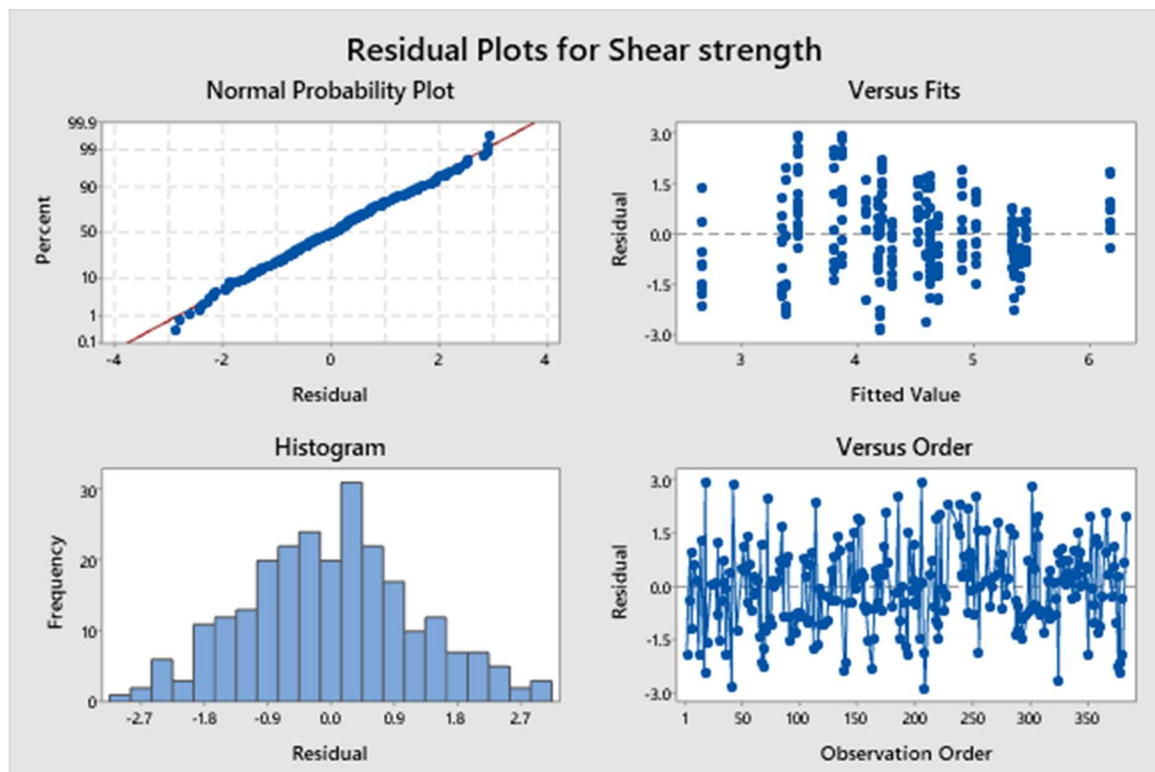 Residual Plots for Shear strength
Normal Probability Plot
99.9
99
90
50
10
1
0.1
Percent
-4 -2 0 2 4
Residual
Versus Fits
3.0
1.5
0.0
-1.5
-3.0
Residual
3 4 5 6
Fitted Value
Histogram
30
20
10
0
Frequency
-2.7 -1.8 -0.9 0.0 0.9 1.8 2.7
Residual
Versus Order
3.0
1.5
0.0
-1.5
-3.0
Residual
1 50 100 150 200 250 300 350
Observation Order